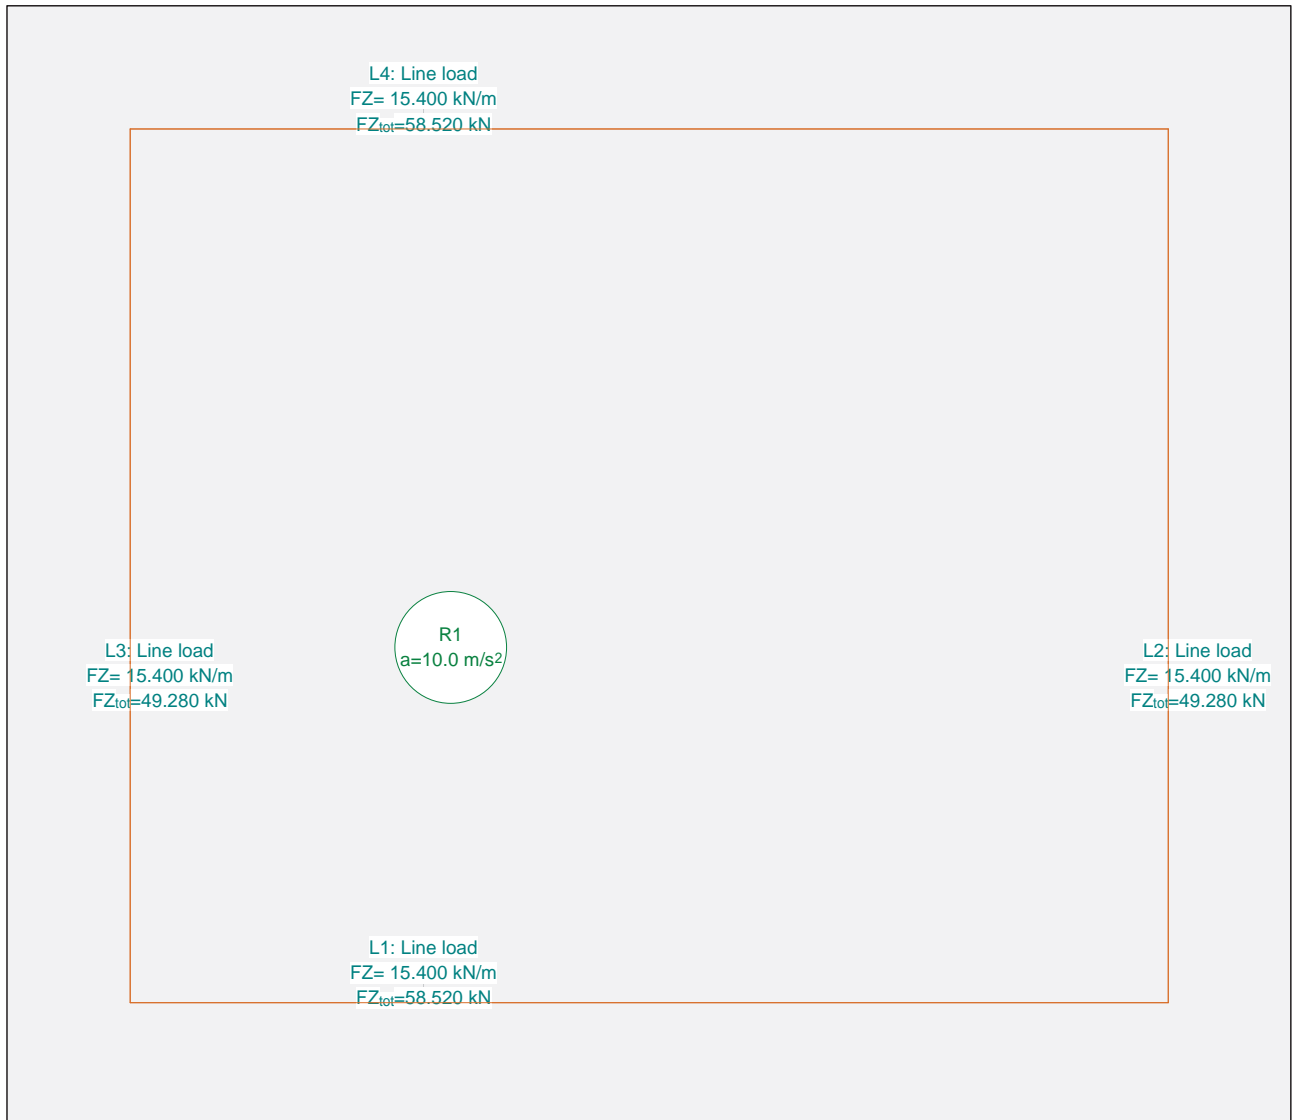 L4: Line load
FZ= 15.400 kN/m
FZtot=58.520 kN
R1
a=10.0 m/s2
L3: Line load
FZ= 15.400 kN/m
FZtot=49.280 kN
L2: Line load
FZ= 15.400 kN/m
FZtot=49.280 kN
L1: Line load
FZ= 15.400 kN/m
FZtot=58.520 kN